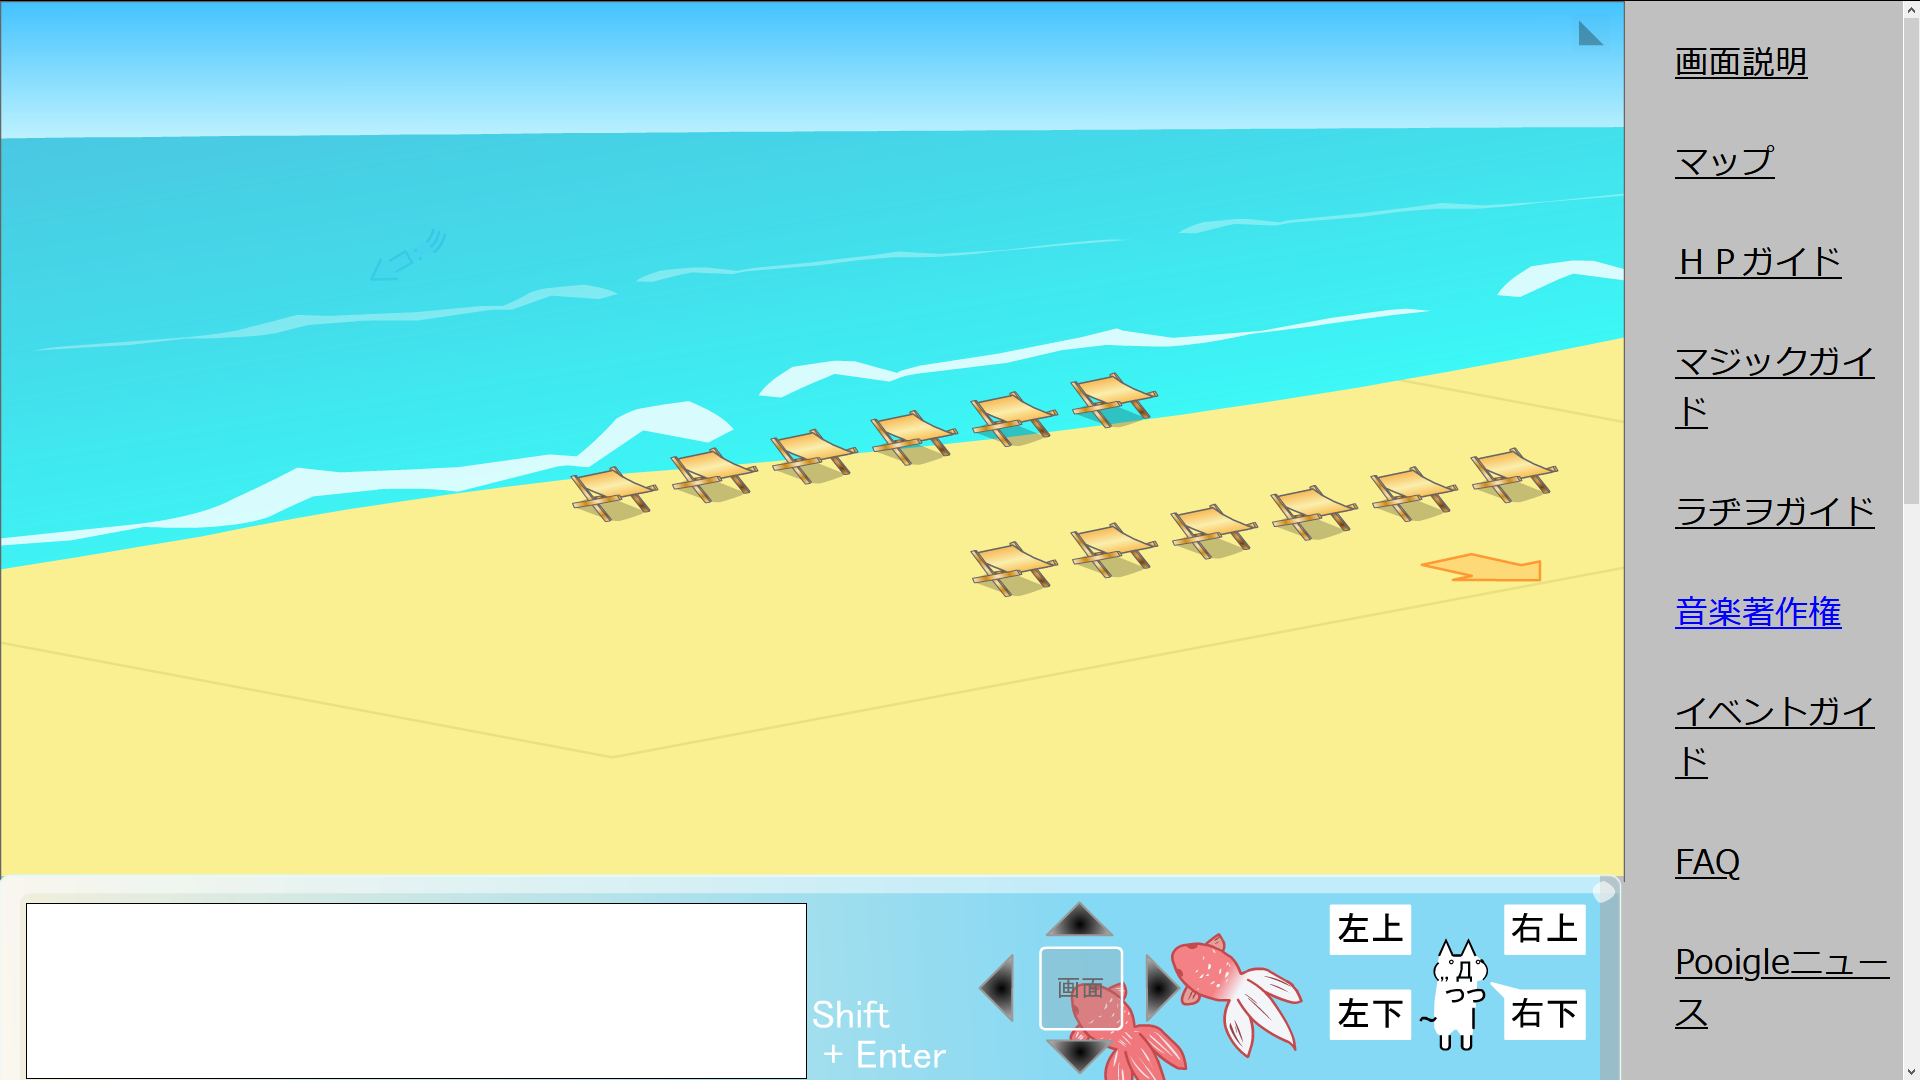 画面説明
マップ
ＨＰガイド
マジックガイ
ド
ラヂヲガイド
音楽著作権
イベントガイ
ド
FAQ
Pooigleニュー
ス
Shift
+ Enter
画面
左上
右上
左下
右下